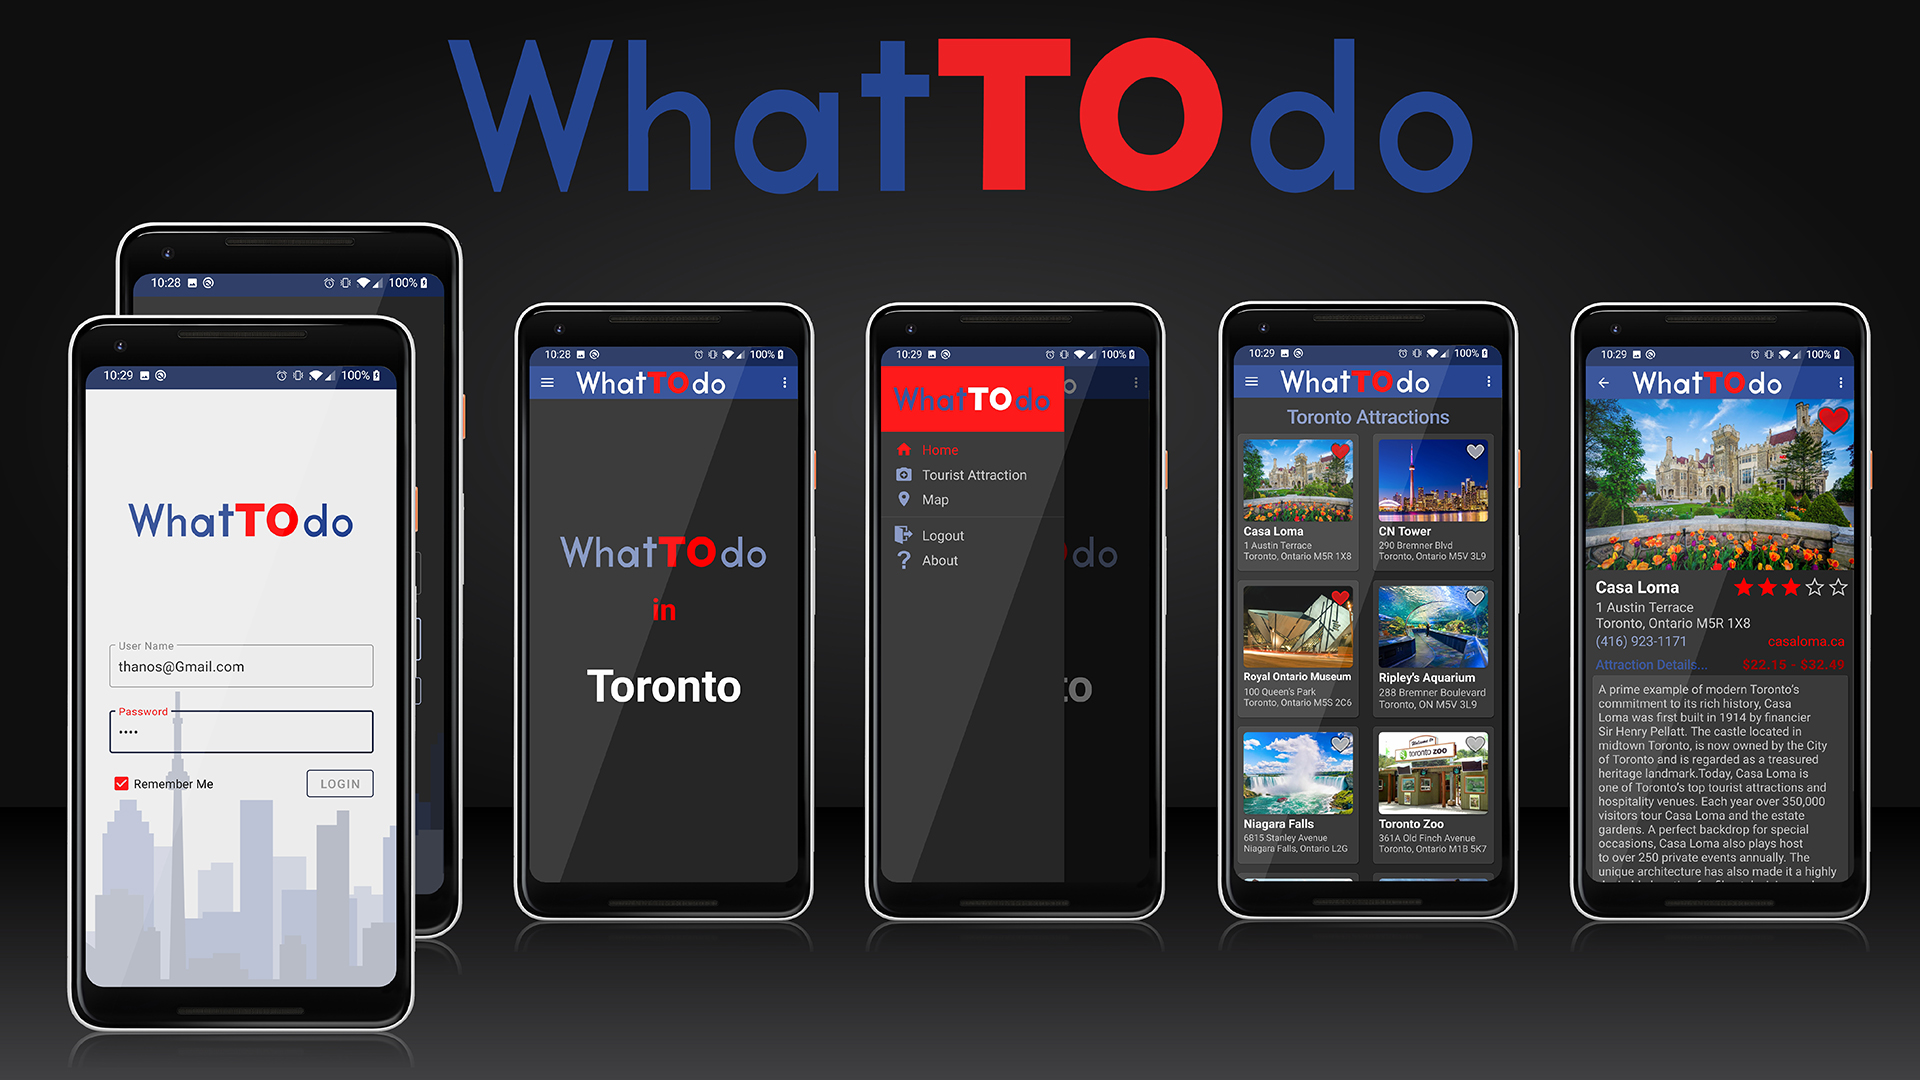 WhatTOdo
10:28
100%
10:29
100%
WhatTOdo
User Name
thanos@Gmail.com
Password
Remember Me
LOGIN
10:28
100%
WhatTOdo
WhatTOdo
in
Toronto
10:29
100%
WhatTOdo
o
Home
Tourist Attraction
Map
Logout
About
do
to
10:29
100%
WhatTOdo
Toronto Attractions
Casa Loma
1 Austin Terrace
Toronto, Ontario M5R 1X8
CN Tower
290 Bremner Blvd
Toronto, Ontario M5V 3L9
Royal Ontario Museum
100 Queen's Park
Toronto, Ontario M5S 2C6
Ripley's Aquarium
288 Bremner Boulevard
Toronto, ON M5V 3L9
toronto zoo
Niagara Falls
6815 Stanley Avenue
Niagara Falls, Ontario L2G
Toronto Zoo
361A Old Finch Avenue
Toronto, Ontario M1B 5K7
10:29
100%
WhatTOdo
Casa Loma
1 Austin Terrace
Toronto, Ontario M5R 1X8
(416) 923-1171
casaloma.ca
Attraction Details...
$22.15 - $32.49
A prime example of modern Toronto's
commitment to its rich history, Casa
Loma was first built in 1914 by financier
Sir Henry Pellatt. The castle located in
midtown Toronto, is now owned by the City
of Toronto and is regarded as a treasured
heritage landmark.Today, Casa Loma is
one of Toronto's top tourist attractions and
hospitality venues. Each year over 350,000
visitors tour Casa Loma and the estate
gardens. A perfect backdrop for special
occasions, Casa Loma also plays host
to over 250 private events annually. The
unique architecture has also made it a highly